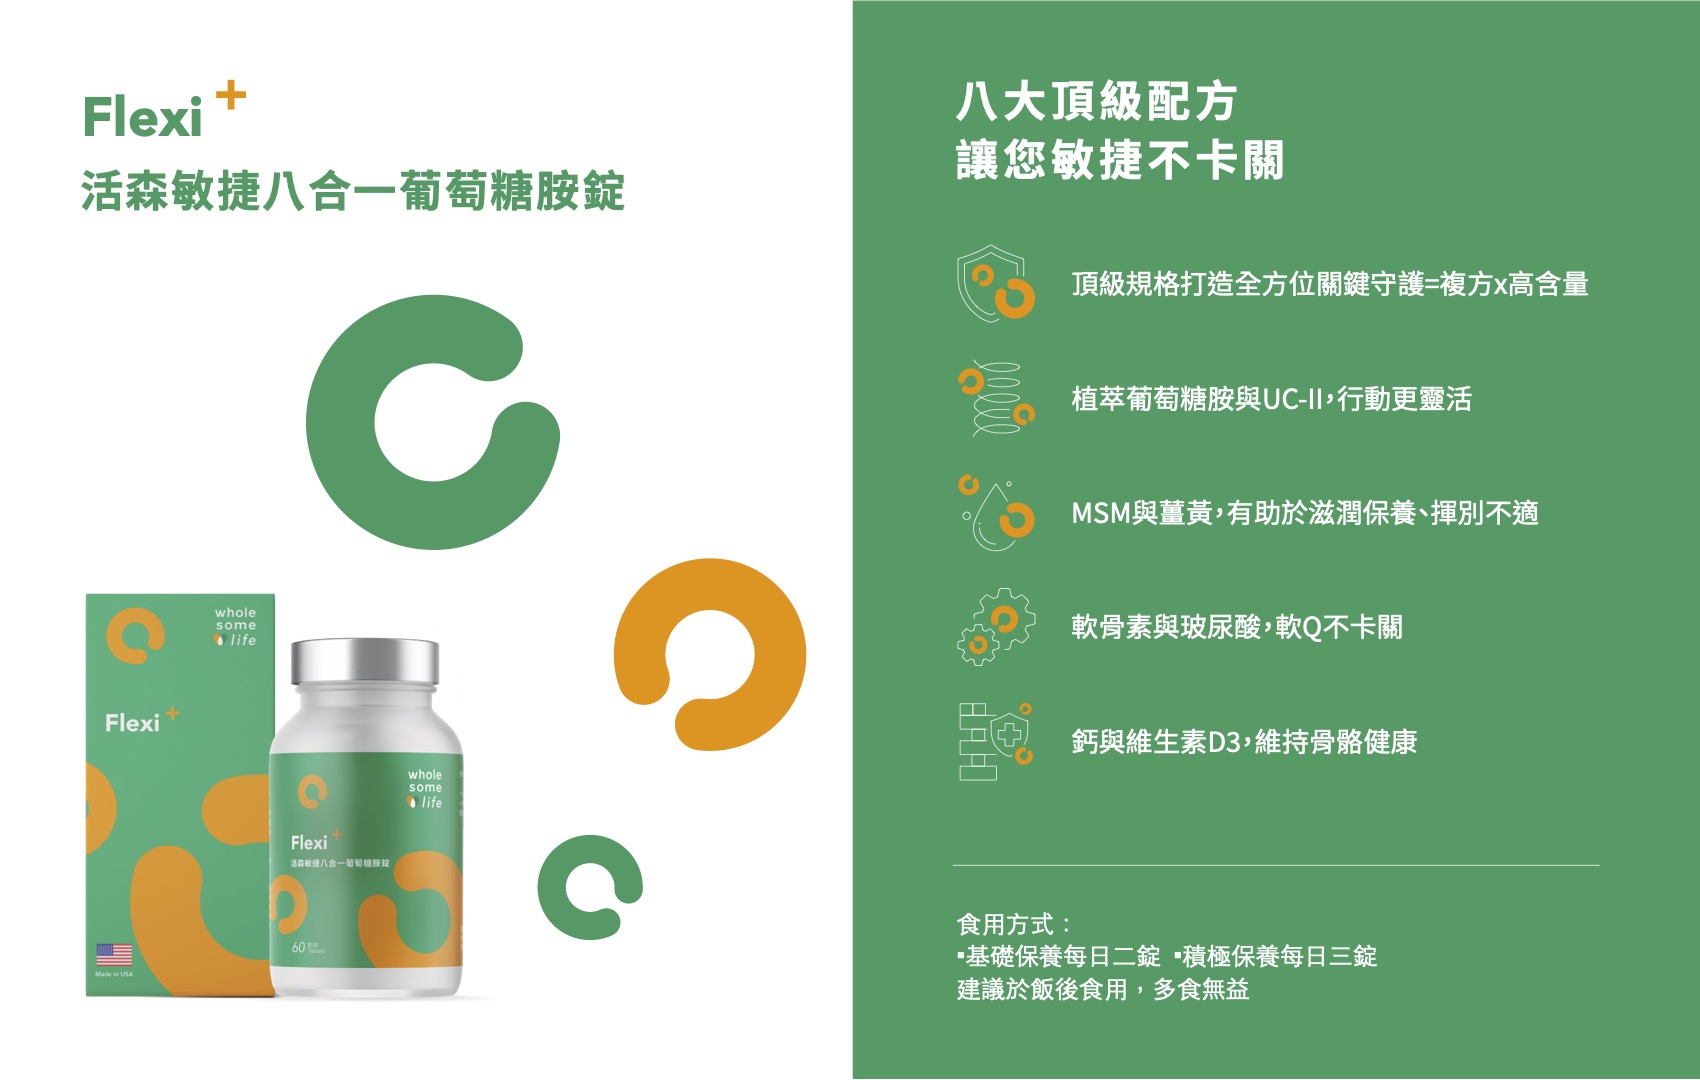 Flexi +
活森敏捷八合一葡萄糖胺錠
whole
some
life
Flexi +
Made in USA
whole
some
life
Flexi +
活森敏捷八合一葡萄糖胺錠
60
Tablets
八大頂級配方
讓您敏捷不卡關
頂級規格打造全方位關鍵守護=複方x高含量
植萃葡萄糖胺與UC-II，行動更靈活
MSM與薑黃，有助於滋潤保養、揮別不適
軟骨素與玻尿酸，軟Q不卡關
鈣與維生素D3，維持骨骼健康
食用方式：
▪基礎保養每日二錠 ▪積極保養每日三錠
建議於飯後食用，多食無益